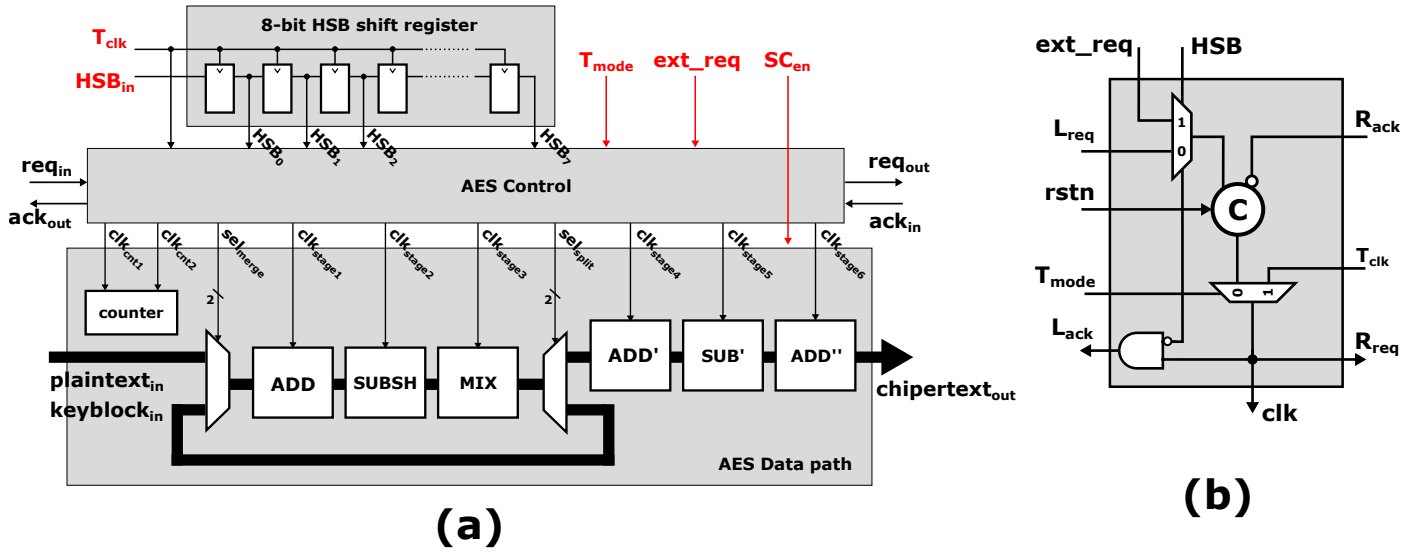 8-bit HSB shift register
Tclk
HSBin
Tmode
ext_req
SCen
HSB0
HSB1
HSB2
HSB7
reqin
ackout
AES Control
reqout
ackin
clkcnt1
clkcnt2
selmerge
clkstage1
clkstage2
clkstage3
selsplit
clkstage4
clkstage5
clkstage6
2
2
counter
plaintextin
keyblockin
ADD
SUBSH
MIX
ADD'
SUB'
ADD''
chipertextout
AES Data path
(a)
ext_req
HSB
1
0
Lreq
Rack
rstn
C
Tclk
Tmode
0
1
Lack
Rreq
clk
(b)